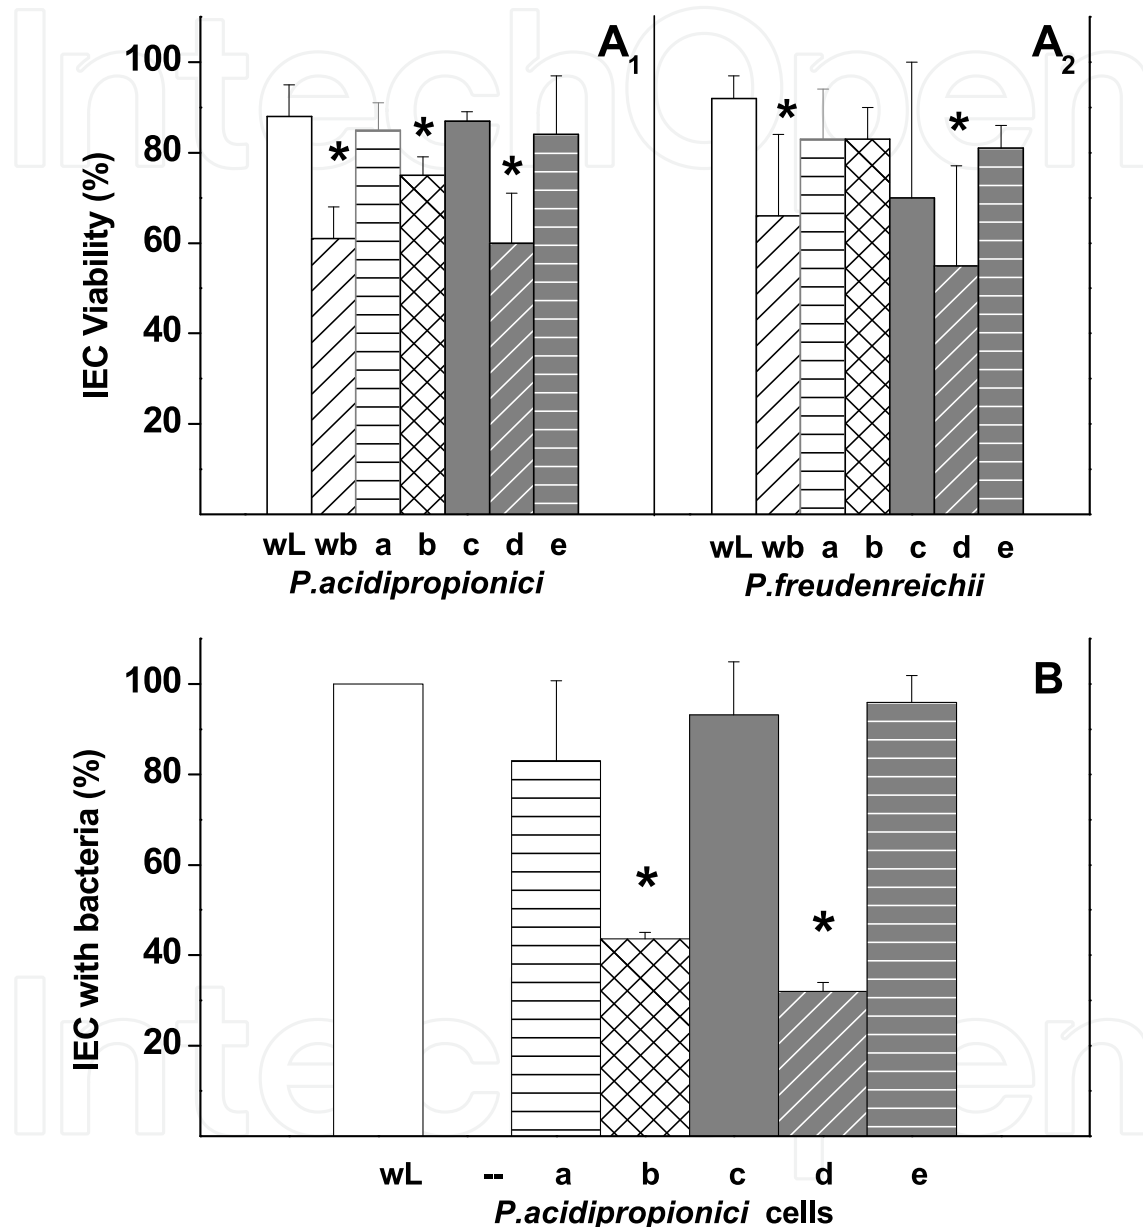 IntechOpen
A1
A2
100
80
60
40
20
IEC Viability (%)
* * *
* *
wL wb a b c d e
wL wb a b c d e
P.acidipropionici
P.freudenreichii
B
100
80
60
40
20
IEC with bacteria (%)
*
*
wL -- a b c d e
P.acidipropionici cells
IntechOpen